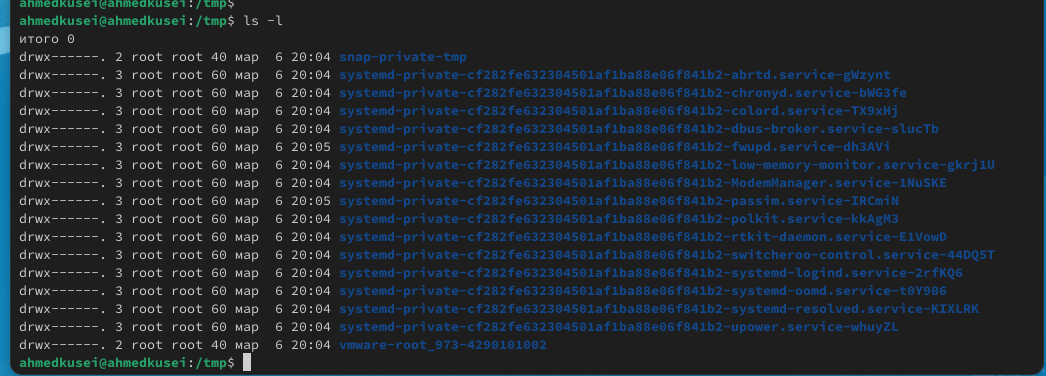 ahmedkusei@ahmedkusei:/tmp$
ahmedkusei@ahmedkusei:/tmp$ ls -l
итого 0
drwx------. 2 root root 40 мар  6 20:04 snap-private-tmp
drwx------. 3 root root 60 мар  6 20:04 systemd-private-cf282fe632304501af1ba88e06f841b2-abrtd.service-gWzynt
drwx------. 3 root root 60 мар  6 20:04 systemd-private-cf282fe632304501af1ba88e06f841b2-chronyd.service-bWG3fe
drwx------. 3 root root 60 мар  6 20:04 systemd-private-cf282fe632304501af1ba88e06f841b2-colord.service-TX9xHj
drwx------. 3 root root 60 мар  6 20:04 systemd-private-cf282fe632304501af1ba88e06f841b2-dbus-broker.service-slucTb
drwx------. 3 root root 60 мар  6 20:05 systemd-private-cf282fe632304501af1ba88e06f841b2-fwupd.service-dh3AVi
drwx------. 3 root root 60 мар  6 20:04 systemd-private-cf282fe632304501af1ba88e06f841b2-low-memory-monitor.service-gkrj1U
drwx------. 3 root root 60 мар  6 20:04 systemd-private-cf282fe632304501af1ba88e06f841b2-ModemManager.service-1NuSKE
drwx------. 3 root root 60 мар  6 20:05 systemd-private-cf282fe632304501af1ba88e06f841b2-passim.service-IRCmiN
drwx------. 3 root root 60 мар  6 20:04 systemd-private-cf282fe632304501af1ba88e06f841b2-polkit.service-kkAgM3
drwx------. 3 root root 60 мар  6 20:04 systemd-private-cf282fe632304501af1ba88e06f841b2-rtkit-daemon.service-E1VowD
drwx------. 3 root root 60 мар  6 20:04 systemd-private-cf282fe632304501af1ba88e06f841b2-switcheroo-control.service-44DQ5T
drwx------. 3 root root 60 мар  6 20:04 systemd-private-cf282fe632304501af1ba88e06f841b2-systemd-logind.service-2rfKQ6
drwx------. 3 root root 60 мар  6 20:04 systemd-private-cf282fe632304501af1ba88e06f841b2-systemd-oomd.service-t0Y906
drwx------. 3 root root 60 мар  6 20:04 systemd-private-cf282fe632304501af1ba88e06f841b2-systemd-resolved.service-KIXLRK
drwx------. 3 root root 60 мар  6 20:04 systemd-private-cf282fe632304501af1ba88e06f841b2-upower.service-whuyZL
drwx------. 2 root root 40 мар  6 20:04 vmware-root_973-4290101002
ahmedkusei@ahmedkusei:/tmp$